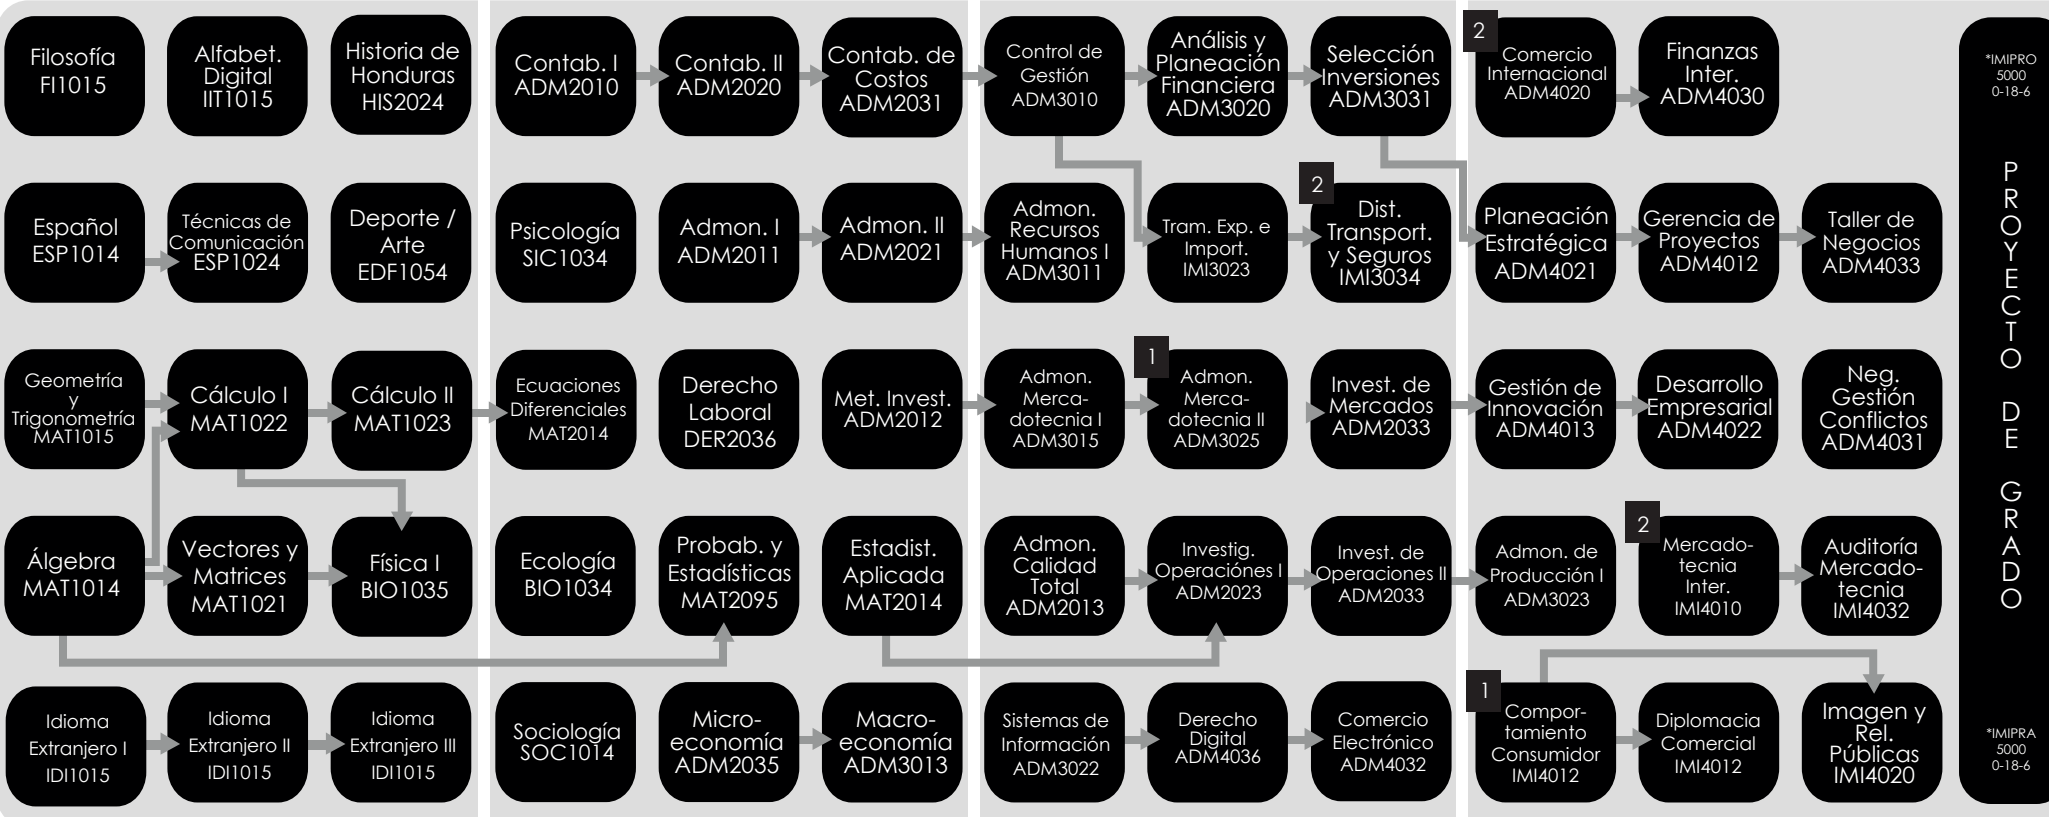 Filosofía
FI1015
Alfabet.
Digital
IIT1015
Historia de
Honduras
HIS2024
Contab. I
ADM2010
Contab. II
ADM2020
Contab. de
Costos
ADM2031
Control de
Gestión
ADM3010
Análisis y
Planeación
Financiera
ADM3020
Selección
Inversiones
ADM3031
2
Comercio
Internacional
ADM4020
Finanzas
Inter.
ADM4030
Español
ESP1014
Técnicas de
Comunicación
ESP1024
Deporte /
Arte
EDF1054
Psicología
SIC1034
Admon. I
ADM2011
Admon. II
ADM2021
Admon.
Recursos
Humanos I
ADM3011
Tram. Exp. e
Import.
IMI3023
2
Dist.
Transport.
y Seguros
IMI3034
Planeación
Estratégica
ADM4021
Gerencia de
Proyectos
ADM4012
Taller de
Negocios
ADM4033
Geometría
y
Trigonometría
MAT1015
Cálculo I
MAT1022
Cálculo II
MAT1023
Ecuaciones
Diferenciales
MAT2014
Derecho
Laboral
DER2036
Met. Invest.
ADM2012
Admon.
Merca-
dotecnia I
ADM3015
1
Admon.
Merca-
dotecnia II
ADM3025
Invest. de
Mercados
ADM2033
Gestión de
Innovación
ADM4013
Desarrollo
Empresarial
ADM4022
Neg.
Gestión
Conflictos
ADM4031
Álgebra
MAT1014
Vectores y
Matrices
MAT1021
Física I
BIO1035
Ecología
BIO1034
Probab. y
Estadísticas
MAT2095
Estadist.
Aplicada
MAT2014
Admon.
Calidad
Total
ADM2013
Investig.
Operaciónes I
ADM2023
Invest. de
Operaciones II
ADM2033
Admon. de
Producción I
ADM3023
2
Mercado-
tecnia
Inter.
IMI4010
Auditoría
Mercado-
tecnia
IMI4032
Idioma
Extranjero I
IDI1015
Idioma
Extranjero II
IDI1015
Idioma
Extranjero III
IDI1015
Sociología
SOC1014
Micro-
economía
ADM2035
Macro-
economía
ADM3013
Sistemas de
Información
ADM3022
Derecho
Digital
ADM4036
Comercio
Electrónico
ADM4032
1
Compor-
tamiento
Consumidor
IMI4012
Diplomacia
Comercial
IMI4012
Imagen y
Rel.
Públicas
IMI4020
*IMIPRO
5000
0-18-6
PROYECTO DE GRADO
*IMIPRA
5000
0-18-6